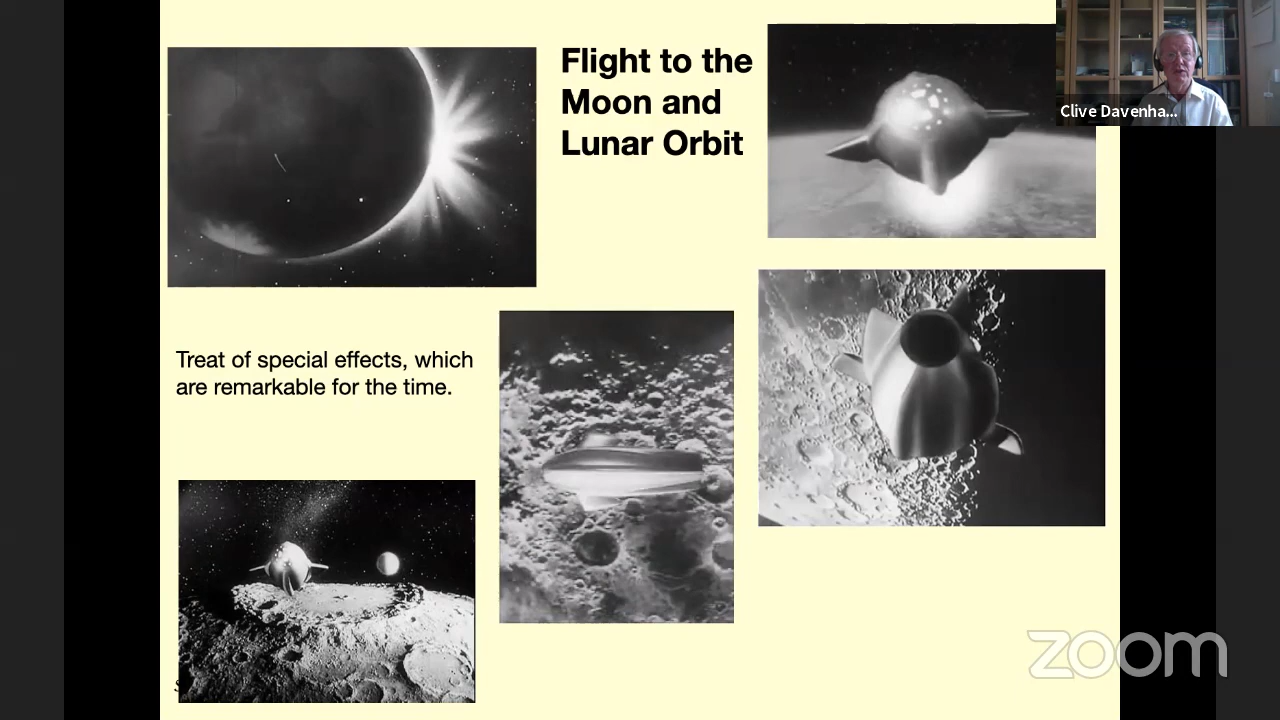 Flight to the
Moon and
Lunar Orbit
Clive Davenha...
Treat of special effects, which
are remarkable for the time.
zoom